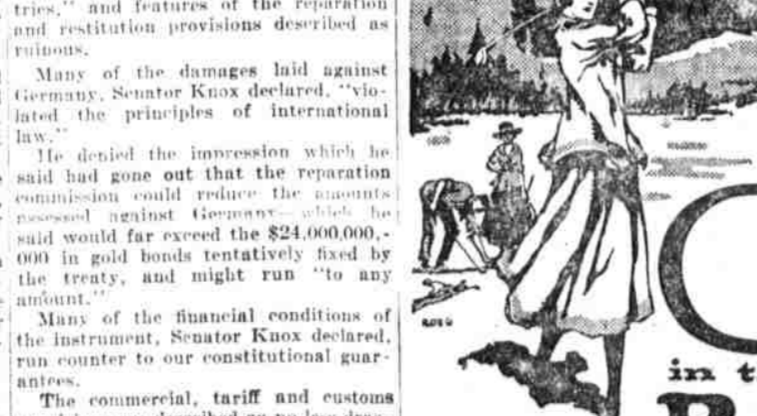 tries," and features of the reparation
and restitution provisions described as
ruinous.
Many of the damages laid against
Germany, Senator Knox declared, "vio-
lated the principles of international
law."
He denied the impression which he
said had gone out that the reparation
commission could reduce the amounts
assessed against Germany—which he
said would far exceed the $24,000,000,-
000 in gold bonds tentatively fixed by
the treaty, and might run "to any
amount."
Many of the financial conditions of
the instrument, Senator Knox declared,
run counter to our constitutional guar-
antees.
The commercial, tariff and customs
in t